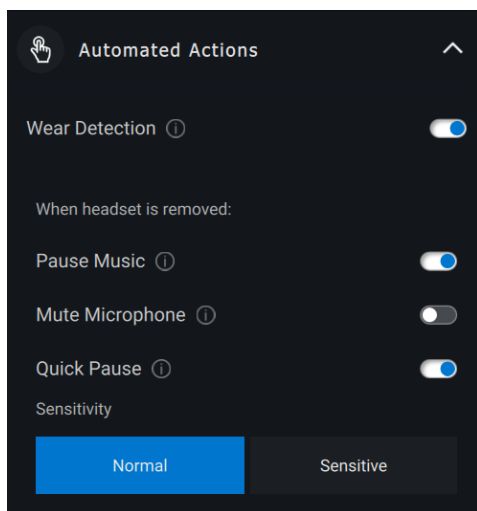 Automated Actions
Wear Detection
When headset is removed:
Pause Music
Mute Microphone
Quick Pause
Sensitivity
Normal Sensitive